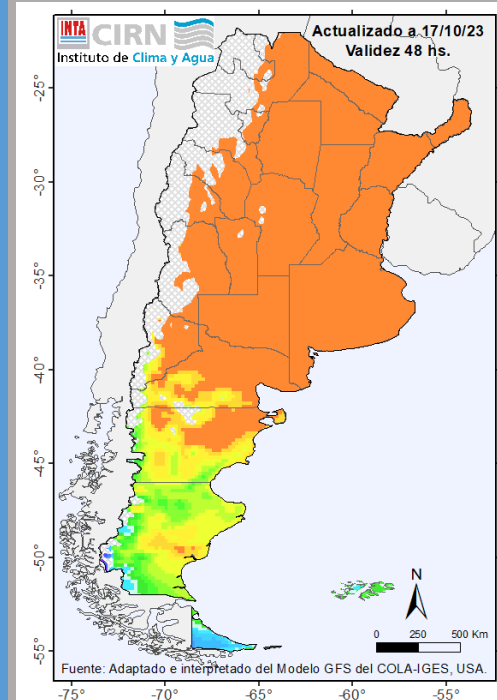 INTA CIRN
Instituto de Clima y Agua
Actualizado a 17/10/23
Validez 48 hs.
-25°
-30°
-35°
-40°
-45°
-50°
-55°
N
0 250 500 Km
Fuente: Adaptado e interpretado del Modelo GFS del COLA-IGES, USA.
-75° -70° -65° -60° -55°